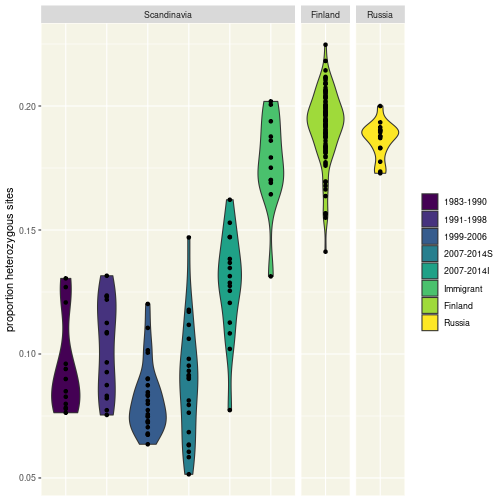 Scandinavia
Finland
Russia
0.20
0.15
0.10
0.05
proportion heterozygous sites
1983-1990
1991-1998
1999-2006
2007-2014S
2007-2014I
Immigrant
Finland
Russia